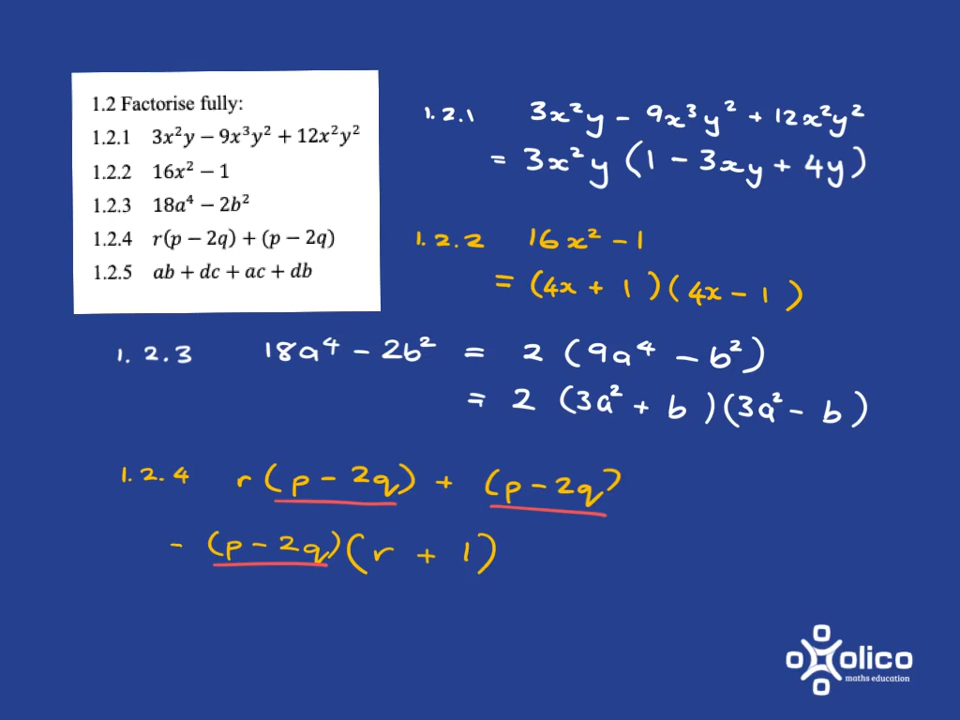 1.2 Factorise fully:
1.2.1 3x²y − 9x³y² + 12x²y²
1.2.2 16x² − 1
1.2.3 18a⁴ − 2b²
1.2.4 r(p − 2q) + (p − 2q)
1.2.5 ab + dc + ac + db
1.2.1 3x²y − 9x³y² + 12x²y²
= 3x²y (1 − 3xy + 4y)
1.2.2 16x² − 1
= (4x + 1)(4x − 1)
1.2.3 18a⁴ − 2b² = 2 (9a⁴ − b²)
= 2 (3a² + b)(3a² − b)
1.2.4 r(p − 2q) + (p − 2q)
- (p − 2q)(r + 1)
olico
maths education